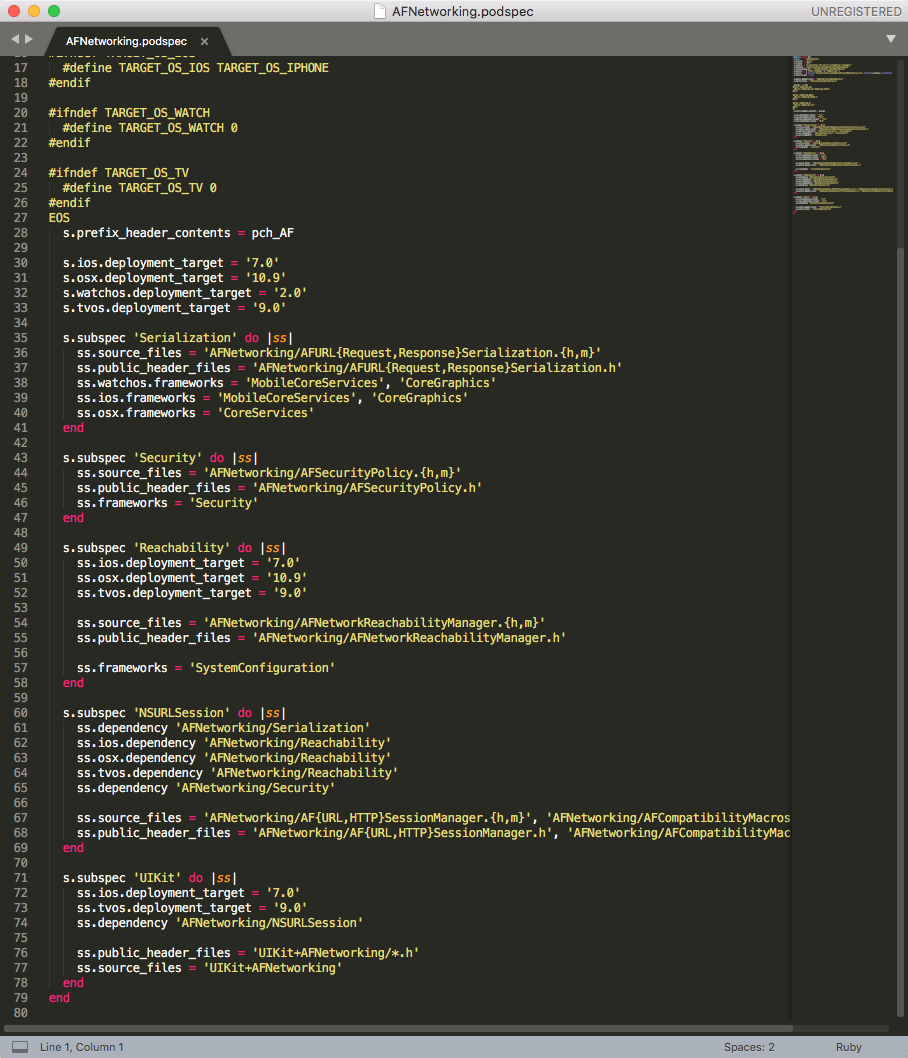 AFNetworking.podspec
UNREGISTERED
AFNetworking.podspec ×
17 #define TARGET_OS_IOS TARGET_OS_IPHONE
18 #endif
19
20 #ifndef TARGET_OS_WATCH
21 #define TARGET_OS_WATCH 0
22 #endif
23
24 #ifndef TARGET_OS_TV
25 #define TARGET_OS_TV 0
26 #endif
27 EOS
28 s.prefix_header_contents = pch_AF
29
30 s.ios.deployment_target = '7.0'
31 s.osx.deployment_target = '10.9'
32 s.watchos.deployment_target = '2.0'
33 s.tvos.deployment_target = '9.0'
34
35 s.subspec 'Serialization' do |ss|
36 ss.source_files = 'AFNetworking/AFURL{Request,Response}Serialization.{h,m}'
37 ss.public_header_files = 'AFNetworking/AFURL{Request,Response}Serialization.h'
38 ss.watchos.frameworks = 'MobileCoreServices', 'CoreGraphics'
39 ss.ios.frameworks = 'MobileCoreServices', 'CoreGraphics'
40 ss.osx.frameworks = 'CoreServices'
41 end
42
43 s.subspec 'Security' do |ss|
44 ss.source_files = 'AFNetworking/AFSecurityPolicy.{h,m}'
45 ss.public_header_files = 'AFNetworking/AFSecurityPolicy.h'
46 ss.frameworks = 'Security'
47 end
48
49 s.subspec 'Reachability' do |ss|
50 ss.ios.deployment_target = '7.0'
51 ss.osx.deployment_target = '10.9'
52 ss.tvos.deployment_target = '9.0'
53
54 ss.source_files = 'AFNetworking/AFNetworkReachabilityManager.{h,m}'
55 ss.public_header_files = 'AFNetworking/AFNetworkReachabilityManager.h'
56
57 ss.frameworks = 'SystemConfiguration'
58 end
59
60 s.subspec 'NSURLSession' do |ss|
61 ss.dependency 'AFNetworking/Serialization'
62 ss.ios.dependency 'AFNetworking/Reachability'
63 ss.osx.dependency 'AFNetworking/Reachability'
64 ss.tvos.dependency 'AFNetworking/Reachability'
65 ss.dependency 'AFNetworking/Security'
66
67 ss.source_files = 'AFNetworking/AF{URL,HTTP}SessionManager.{h,m}', 'AFNetworking/AFCompatibilityMacros
68 ss.public_header_files = 'AFNetworking/AF{URL,HTTP}SessionManager.h', 'AFNetworking/AFCompatibilityMac
69 end
70
71 s.subspec 'UIKit' do |ss|
72 ss.ios.deployment_target = '7.0'
73 ss.tvos.deployment_target = '9.0'
74 ss.dependency 'AFNetworking/NSURLSession'
75
76 ss.public_header_files = 'UIKit+AFNetworking/*.h'
77 ss.source_files = 'UIKit+AFNetworking'
78 end
79 end
80
Line 1, Column 1
Spaces: 2
Ruby